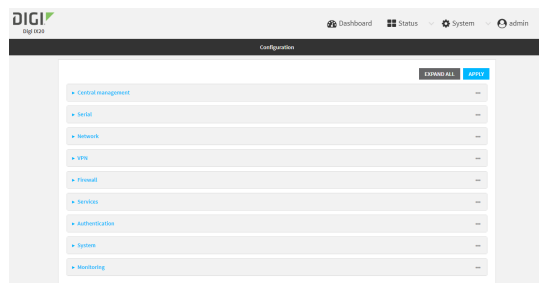 DIGI
Digi IX20
Dashboard
Status
System
admin
Configuration
EXPAND ALL
APPLY
Central management
Serial
Network
VPN
Firewall
Services
Authentication
System
Monitoring